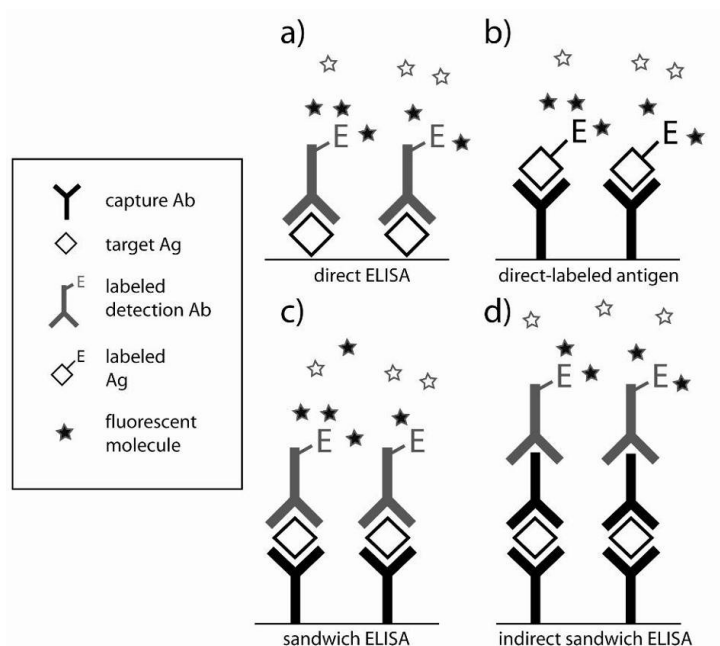 capture Ab
target Ag
E
labeled
detection Ab
E
labeled
Ag
fluorescent
molecule
a)
E
E
direct ELISA
b)
E
E
direct-labeled antigen
c)
E
E
sandwich ELISA
d)
E
E
indirect sandwich ELISA